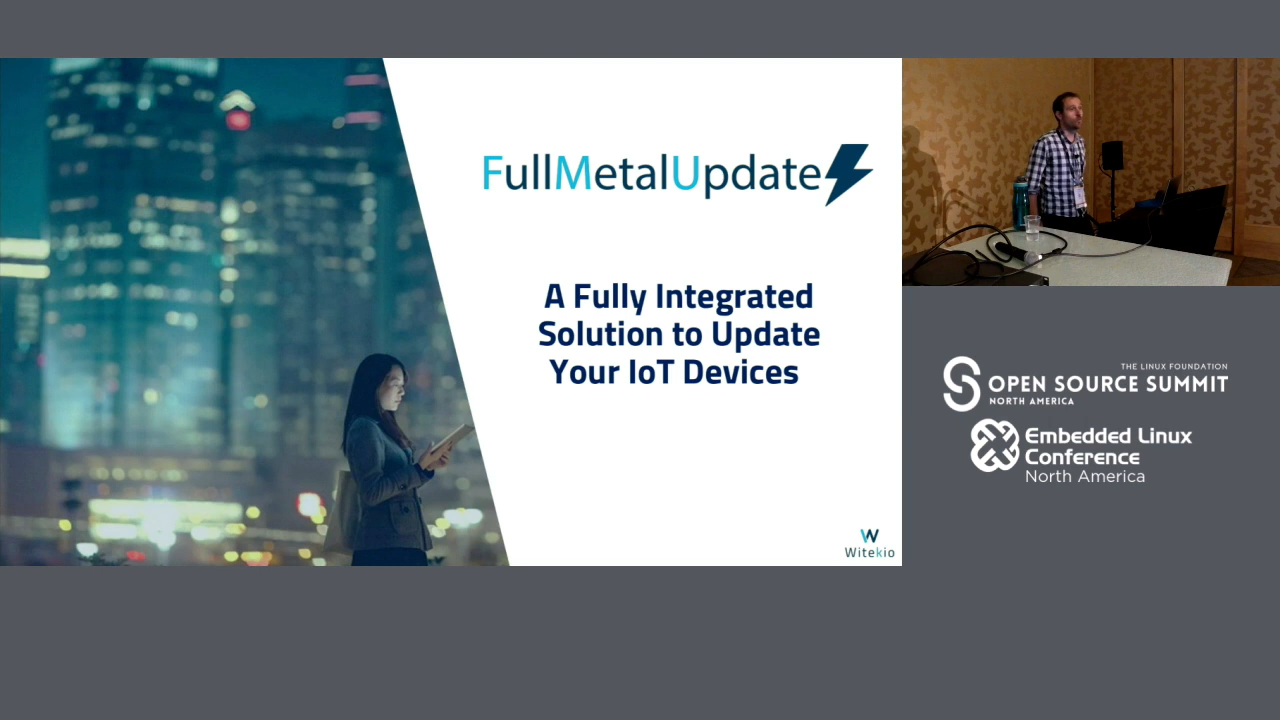 FullMetalUpdate
A Fully Integrated
Solution to Update
Your IoT Devices
W
Witekio
THE LINUX FOUNDATION
OPEN SOURCE SUMMIT
NORTH AMERICA
Embedded Linux
Conference
North America